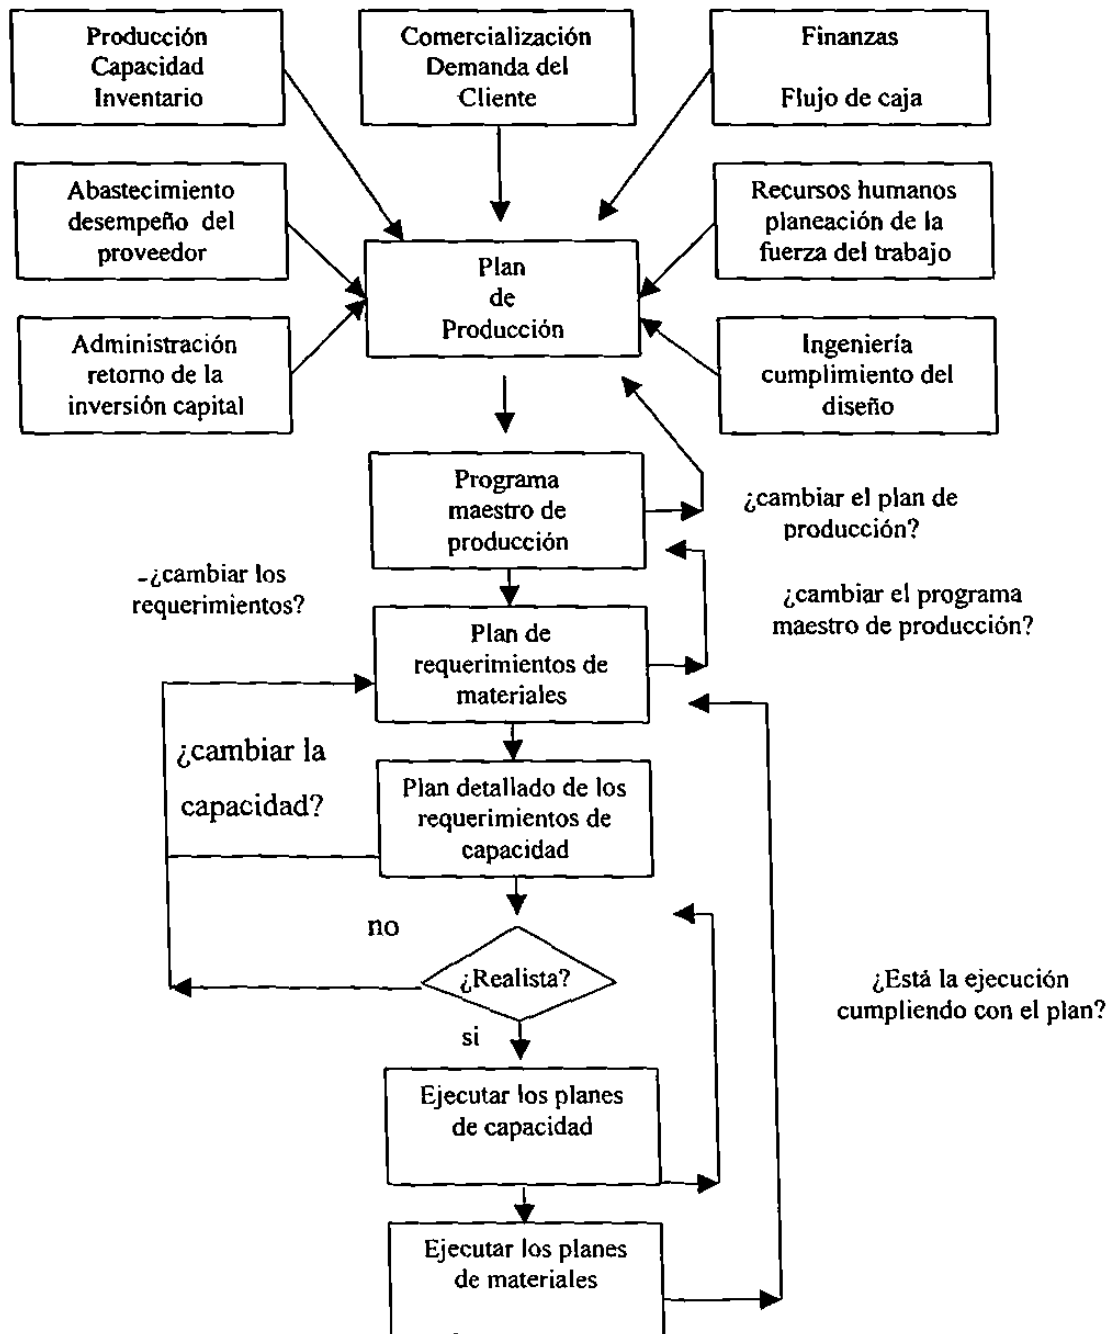 Producción
Capacidad
Inventario
Comercialización
Demanda del
Cliente
Finanzas
Flujo de caja
Abastecimiento
desempeño del
proveedor
Recursos humanos
planeación de la
fuerza del trabajo
Plan
de
Producción
Administración
retorno de la
inversión capital
Ingeniería
cumplimiento del
diseño
Programa
maestro de
producción
¿cambiar el plan de
producción?
¿cambiar los
requerimientos?
¿cambiar el programa
maestro de producción?
Plan de
requerimientos de
materiales
¿cambiar la
capacidad?
Plan detallado de los
requerimientos de
capacidad
no
¿Realista?
¿Está la ejecución
cumpliendo con el plan?
si
Ejecutar los planes
de capacidad
Ejecutar los planes
de materiales